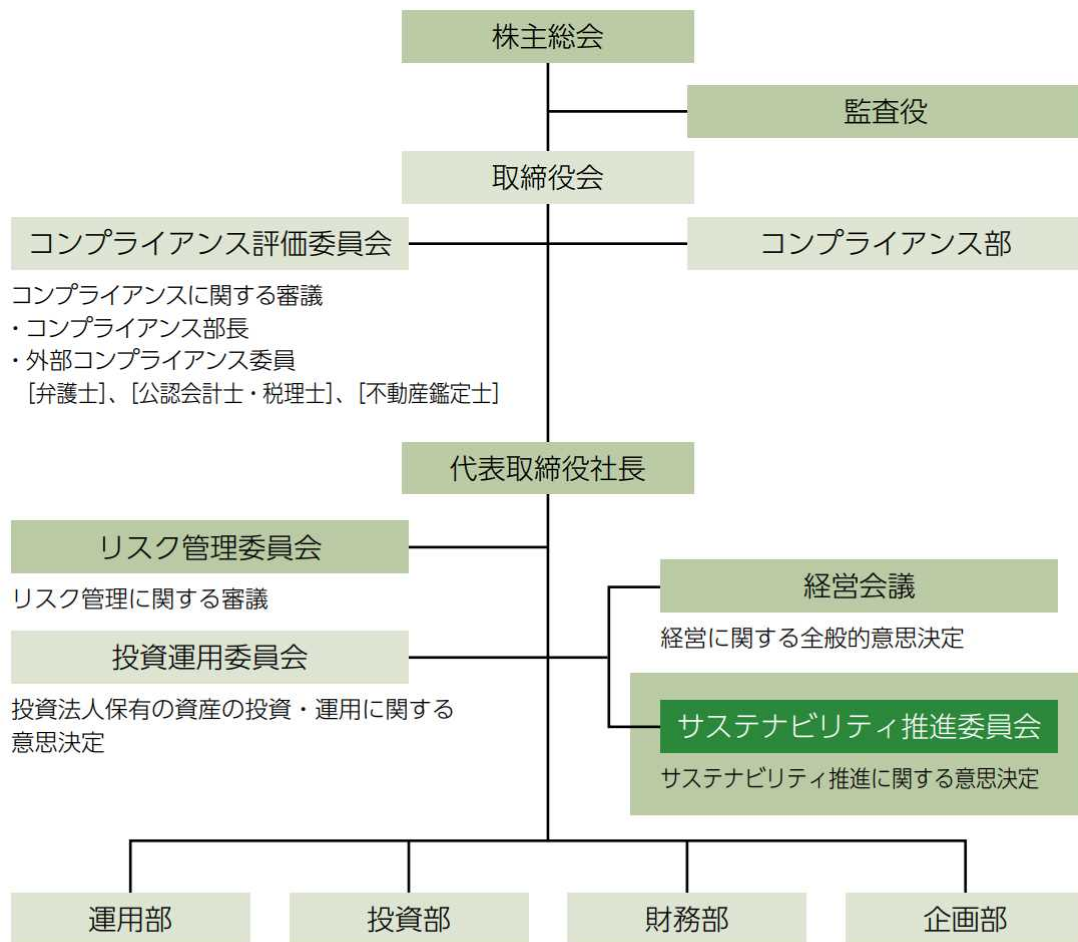 株主総会
監査役
取締役会
コンプライアンス評価委員会
コンプライアンス部
コンプライアンスに関する審議
・コンプライアンス部長
・外部コンプライアンス委員
［弁護士］、［公認会計士・税理士］、［不動産鑑定士］
代表取締役社長
リスク管理委員会
リスク管理に関する審議
経営会議
経営に関する全般的意思決定
投資運用委員会
投資法人保有の資産の投資・運用に関する
意思決定
サステナビリティ推進委員会
サステナビリティ推進に関する意思決定
運用部
投資部
財務部
企画部